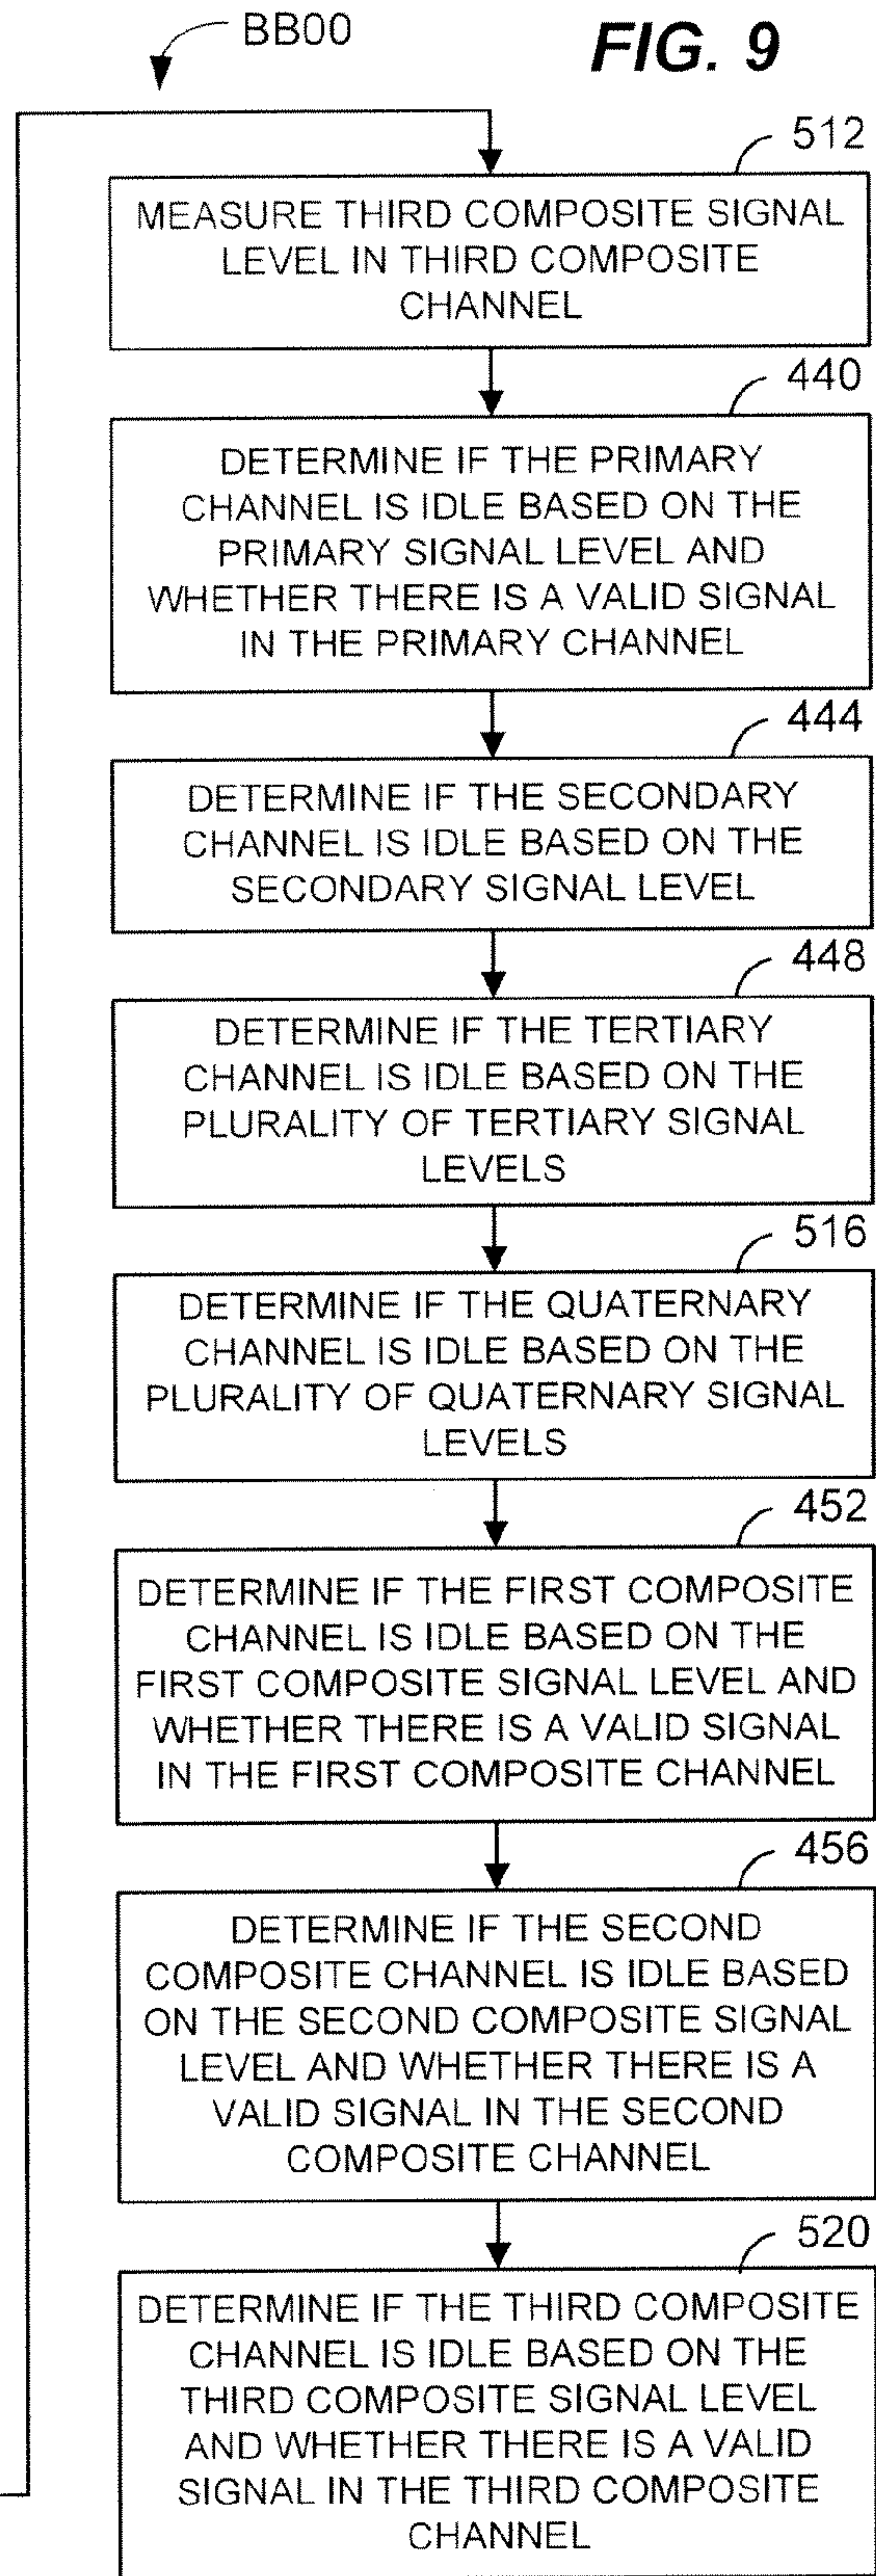 BB00
FIG. 9
512
MEASURE THIRD COMPOSITE SIGNAL
LEVEL IN THIRD COMPOSITE
CHANNEL
440
DETERMINE IF THE PRIMARY
CHANNEL IS IDLE BASED ON THE
PRIMARY SIGNAL LEVEL AND
WHETHER THERE IS A VALID SIGNAL
IN THE PRIMARY CHANNEL
444
DETERMINE IF THE SECONDARY
CHANNEL IS IDLE BASED ON THE
SECONDARY SIGNAL LEVEL
448
DETERMINE IF THE TERTIARY
CHANNEL IS IDLE BASED ON THE
PLURALITY OF TERTIARY SIGNAL
LEVELS
516
DETERMINE IF THE QUATERNARY
CHANNEL IS IDLE BASED ON THE
PLURALITY OF QUATERNARY SIGNAL
LEVELS
452
DETERMINE IF THE FIRST COMPOSITE
CHANNEL IS IDLE BASED ON THE
FIRST COMPOSITE SIGNAL LEVEL AND
WHETHER THERE IS A VALID SIGNAL
IN THE FIRST COMPOSITE CHANNEL
456
DETERMINE IF THE SECOND
COMPOSITE CHANNEL IS IDLE BASED
ON THE SECOND COMPOSITE SIGNAL
LEVEL AND WHETHER THERE IS A
VALID SIGNAL IN THE SECOND
COMPOSITE CHANNEL
520
DETERMINE IF THE THIRD COMPOSITE
CHANNEL IS IDLE BASED ON THE
THIRD COMPOSITE SIGNAL LEVEL
AND WHETHER THERE IS A VALID
SIGNAL IN THE THIRD COMPOSITE
CHANNEL